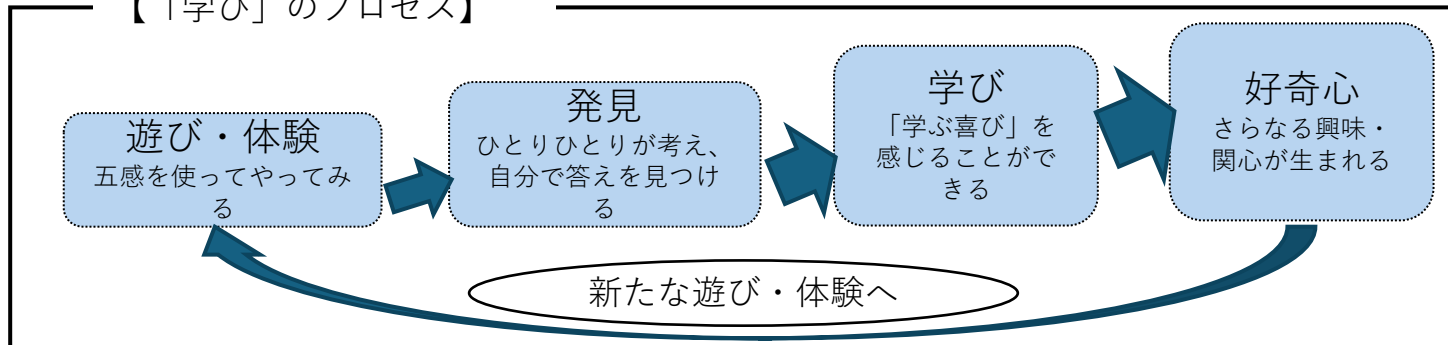 【「学び」のプロセス】
遊び・体験
五感を使ってやってみ
る
発見
ひとりひとりが考え、
自分で答えを見つけ
る
学び
「学ぶ喜び」を
感じることがで
きる
好奇心
さらなる興味・
関心が生まれる
新たな遊び・体験へ